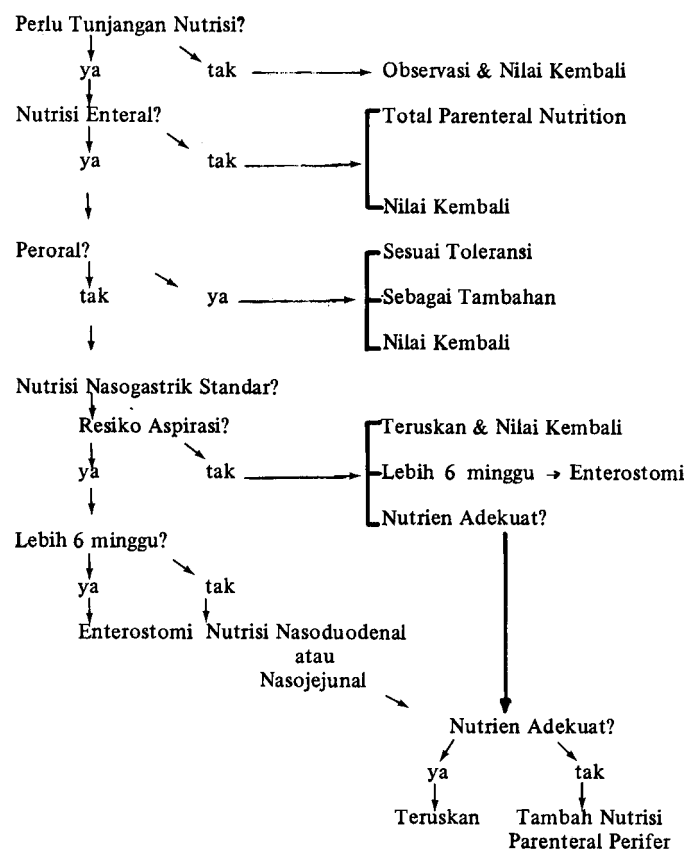 Perlu Tunjangan Nutrisi?
ya tak → Observasi & Nilai Kembali
Nutrisi Enteral? Total Parenteral Nutrition
ya tak
Nilai Kembali
Peroral? Sesuai Toleransi
tak ya Sebagai Tambahan
Nilai Kembali
Nutrisi Nasogastrik Standar?
Resiko Aspirasi? Teruskan & Nilai Kembali
ya tak Lebih 6 minggu → Enterostomi
Nutrien Adekuat?
Lebih 6 minggu?
ya tak
Enterostomi Nutrisi Nasoduodenal
atau
Nasojejunal
Nutrien Adekuat?
ya tak
Teruskan Tambah Nutrisi
Parenteral Perifer